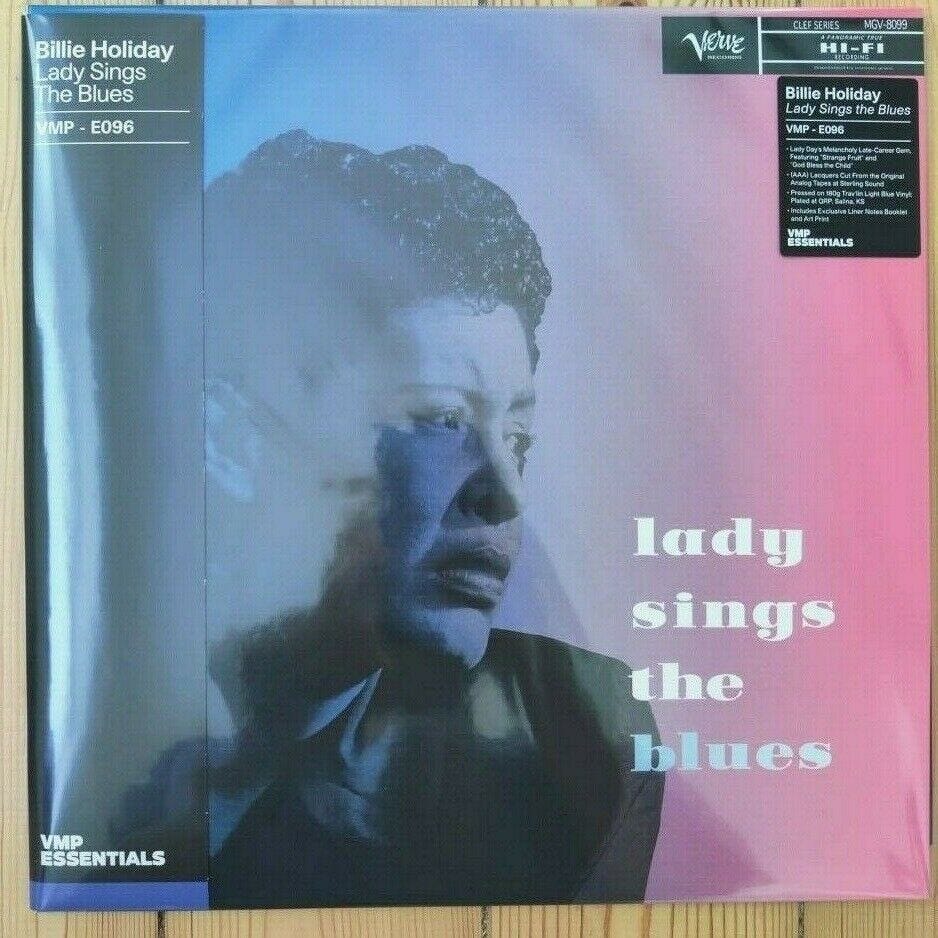 Billie Holiday
Lady Sings
The Blues
VMP - E096
VERVE
RECORDS
CLEF SERIES MGV-8099
A PANORAMIC TRUE
HI-FI
RECORDING
Billie Holiday
Lady Sings the Blues
VMP - E096
• Lady Day's Melancholy Late-Career Gem,
Featuring "Strange Fruit" and
"God Bless the Child"
• (AAA) Lacquers Cut From the Original
Analog Tapes at Sterling Sound
• Pressed on 180g Trav'lin Light Blue Vinyl;
Plated at QRP, Salina, KS
• Includes Exclusive Liner Notes Booklet
and Art Print
VMP
ESSENTIALS
lady
sings
the
blues
VMP
ESSENTIALS